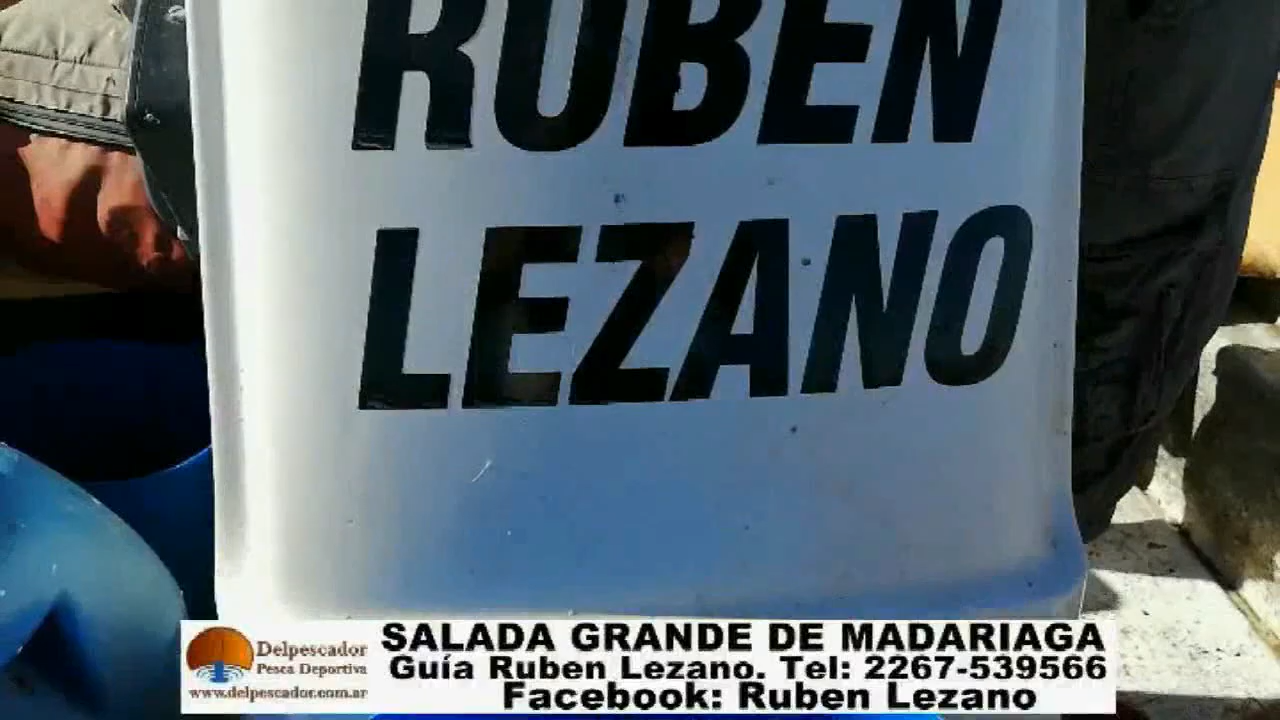 RUBEN
LEZANO
Delpescador
Pesca Deportiva
www.delpescador.com.ar
SALADA GRANDE DE MADARIAGA
Guía Ruben Lezano. Tel: 2267-539566
Facebook: Ruben Lezano